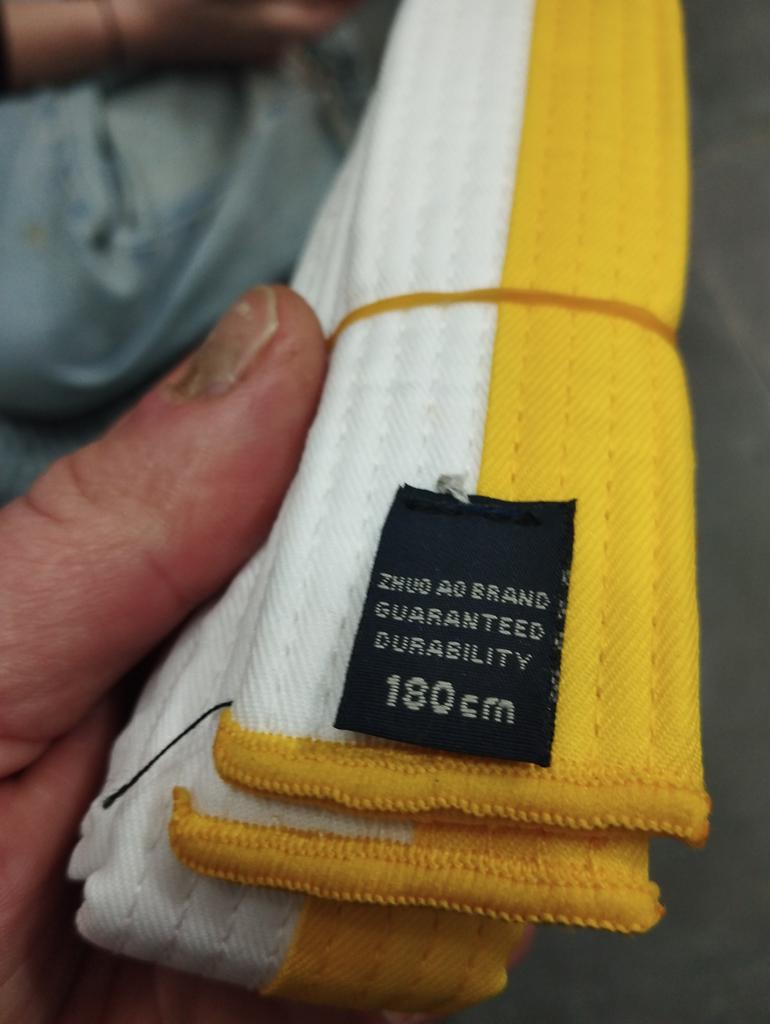 ZHUO AO BRAND
GUARANTEED
DURABILITY
180cm